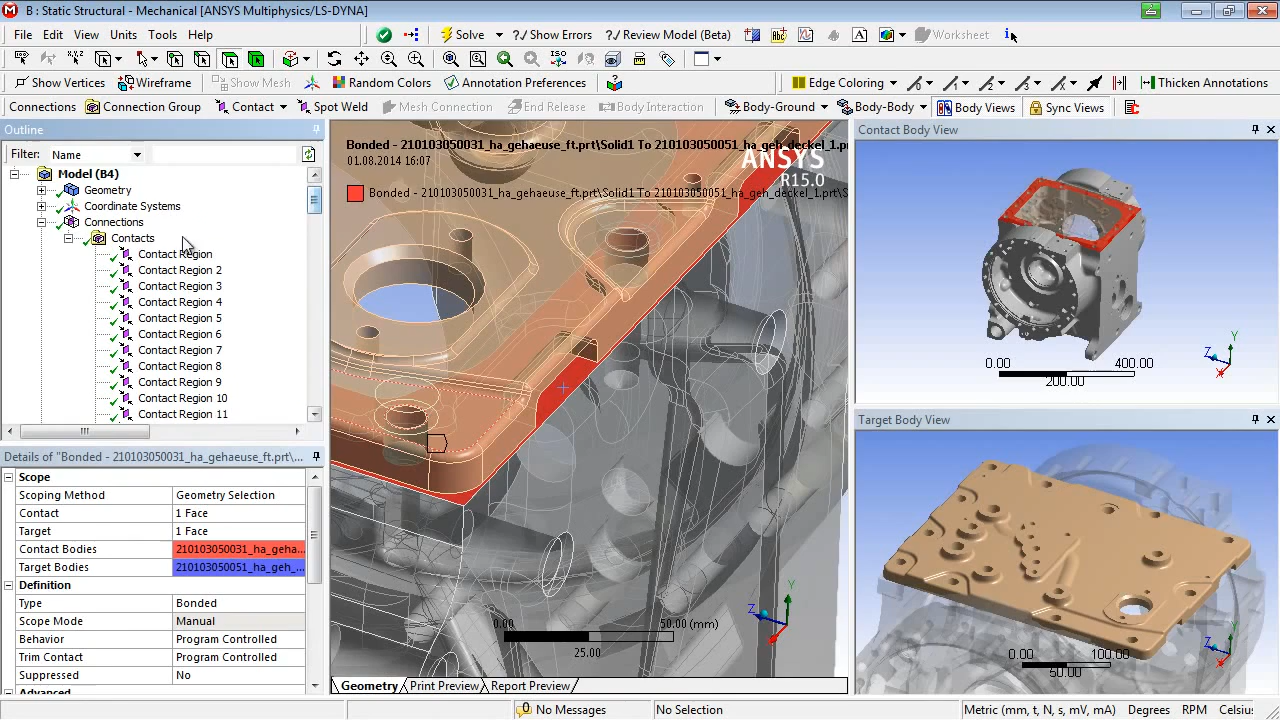 B : Static Structural - Mechanical [ANSYS Multiphysics/LS-DYNA]
File Edit View Units Tools Help Solve ?/ Show Errors ?/ Review Model (Beta) A Worksheet i
Show Vertices Wireframe Show Mesh Random Colors Annotation Preferences Edge Coloring Thicken Annotations
Connections Connection Group Contact Spot Weld Mesh Connection End Release Body Interaction Body-Ground Body-Body Body Views Sync Views
Outline
Filter: Name
Model (B4)
Geometry
Coordinate Systems
Connections
Contacts
Contact Region
Contact Region 2
Contact Region 3
Contact Region 4
Contact Region 5
Contact Region 6
Contact Region 7
Contact Region 8
Contact Region 9
Contact Region 10
Contact Region 11
Details of "Bonded - 210103050031_ha_gehaeuse_ft.prt\...
Scope
Scoping Method Geometry Selection
Contact 1 Face
Target 1 Face
Contact Bodies 210103050031_ha_geha...
Target Bodies 210103050051_ha_geh_...
Definition
Type Bonded
Scope Mode Manual
Behavior Program Controlled
Trim Contact Program Controlled
Suppressed No
Advanced
Bonded - 210103050031_ha_gehaeuse_ft.prt\Solid1 To 210103050051_ha_geh_deckel_1.p
01.08.2014 16:07
ANSYS
R15.0
Bonded - 210103050031_ha_gehaeuse_ft.prt\Solid1 To 210103050051_ha_geh_deckel_1.prt\S
Y
Z
X
0.00 50.00 (mm)
25.00
Geometry Print Preview Report Preview
Contact Body View
Y
Z
X
0.00 400.00
200.00
Target Body View
Y
Z
X
0.00 100.00
50.00
No Messages No Selection Metric (mm, t, N, s, mV, mA) Degrees RPM Celsiu